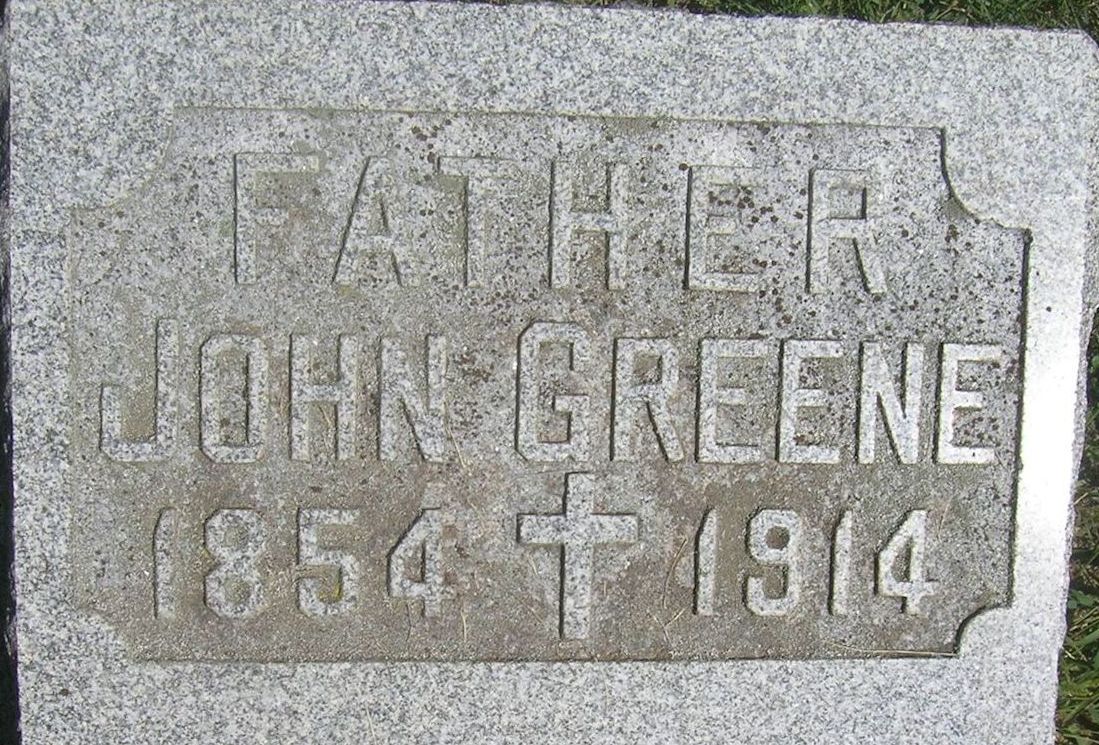 FATHER
JOHN GREENE
1854 ✝ 1914